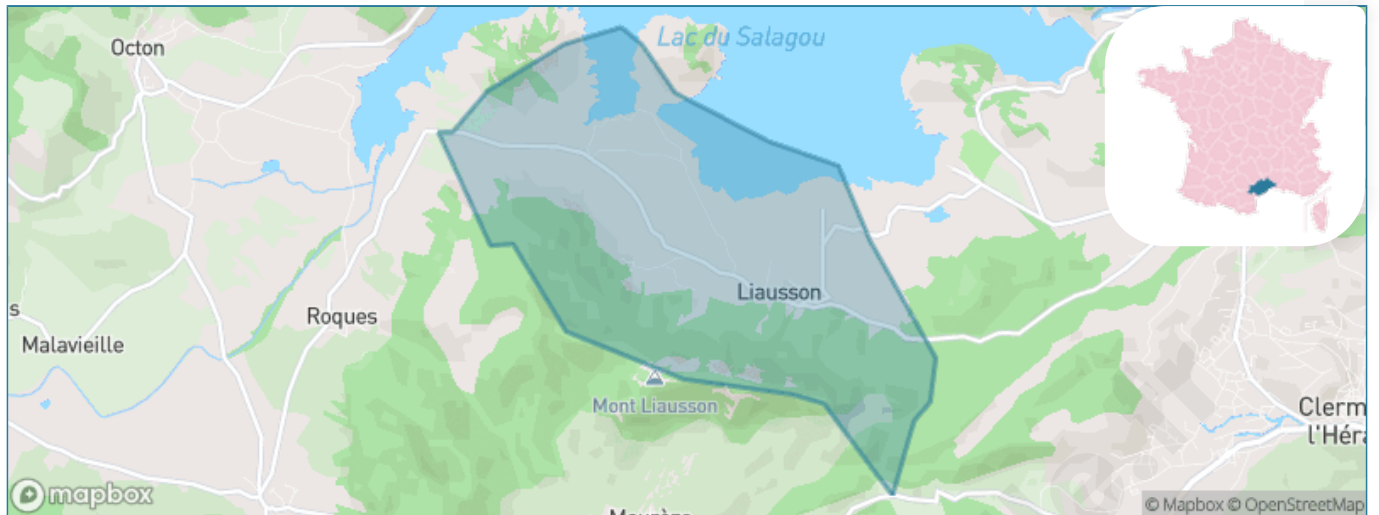 Octon
Lac du Salagou
Liausson
Roques
s
Malavieille
Mont Liausson
Clerm
l'Héra
mapbox
© Mapbox © OpenStreetMap